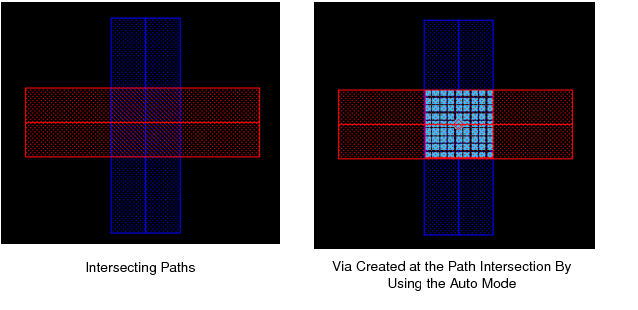 Intersecting Paths
Via Created at the Path Intersection By
Using the Auto Mode